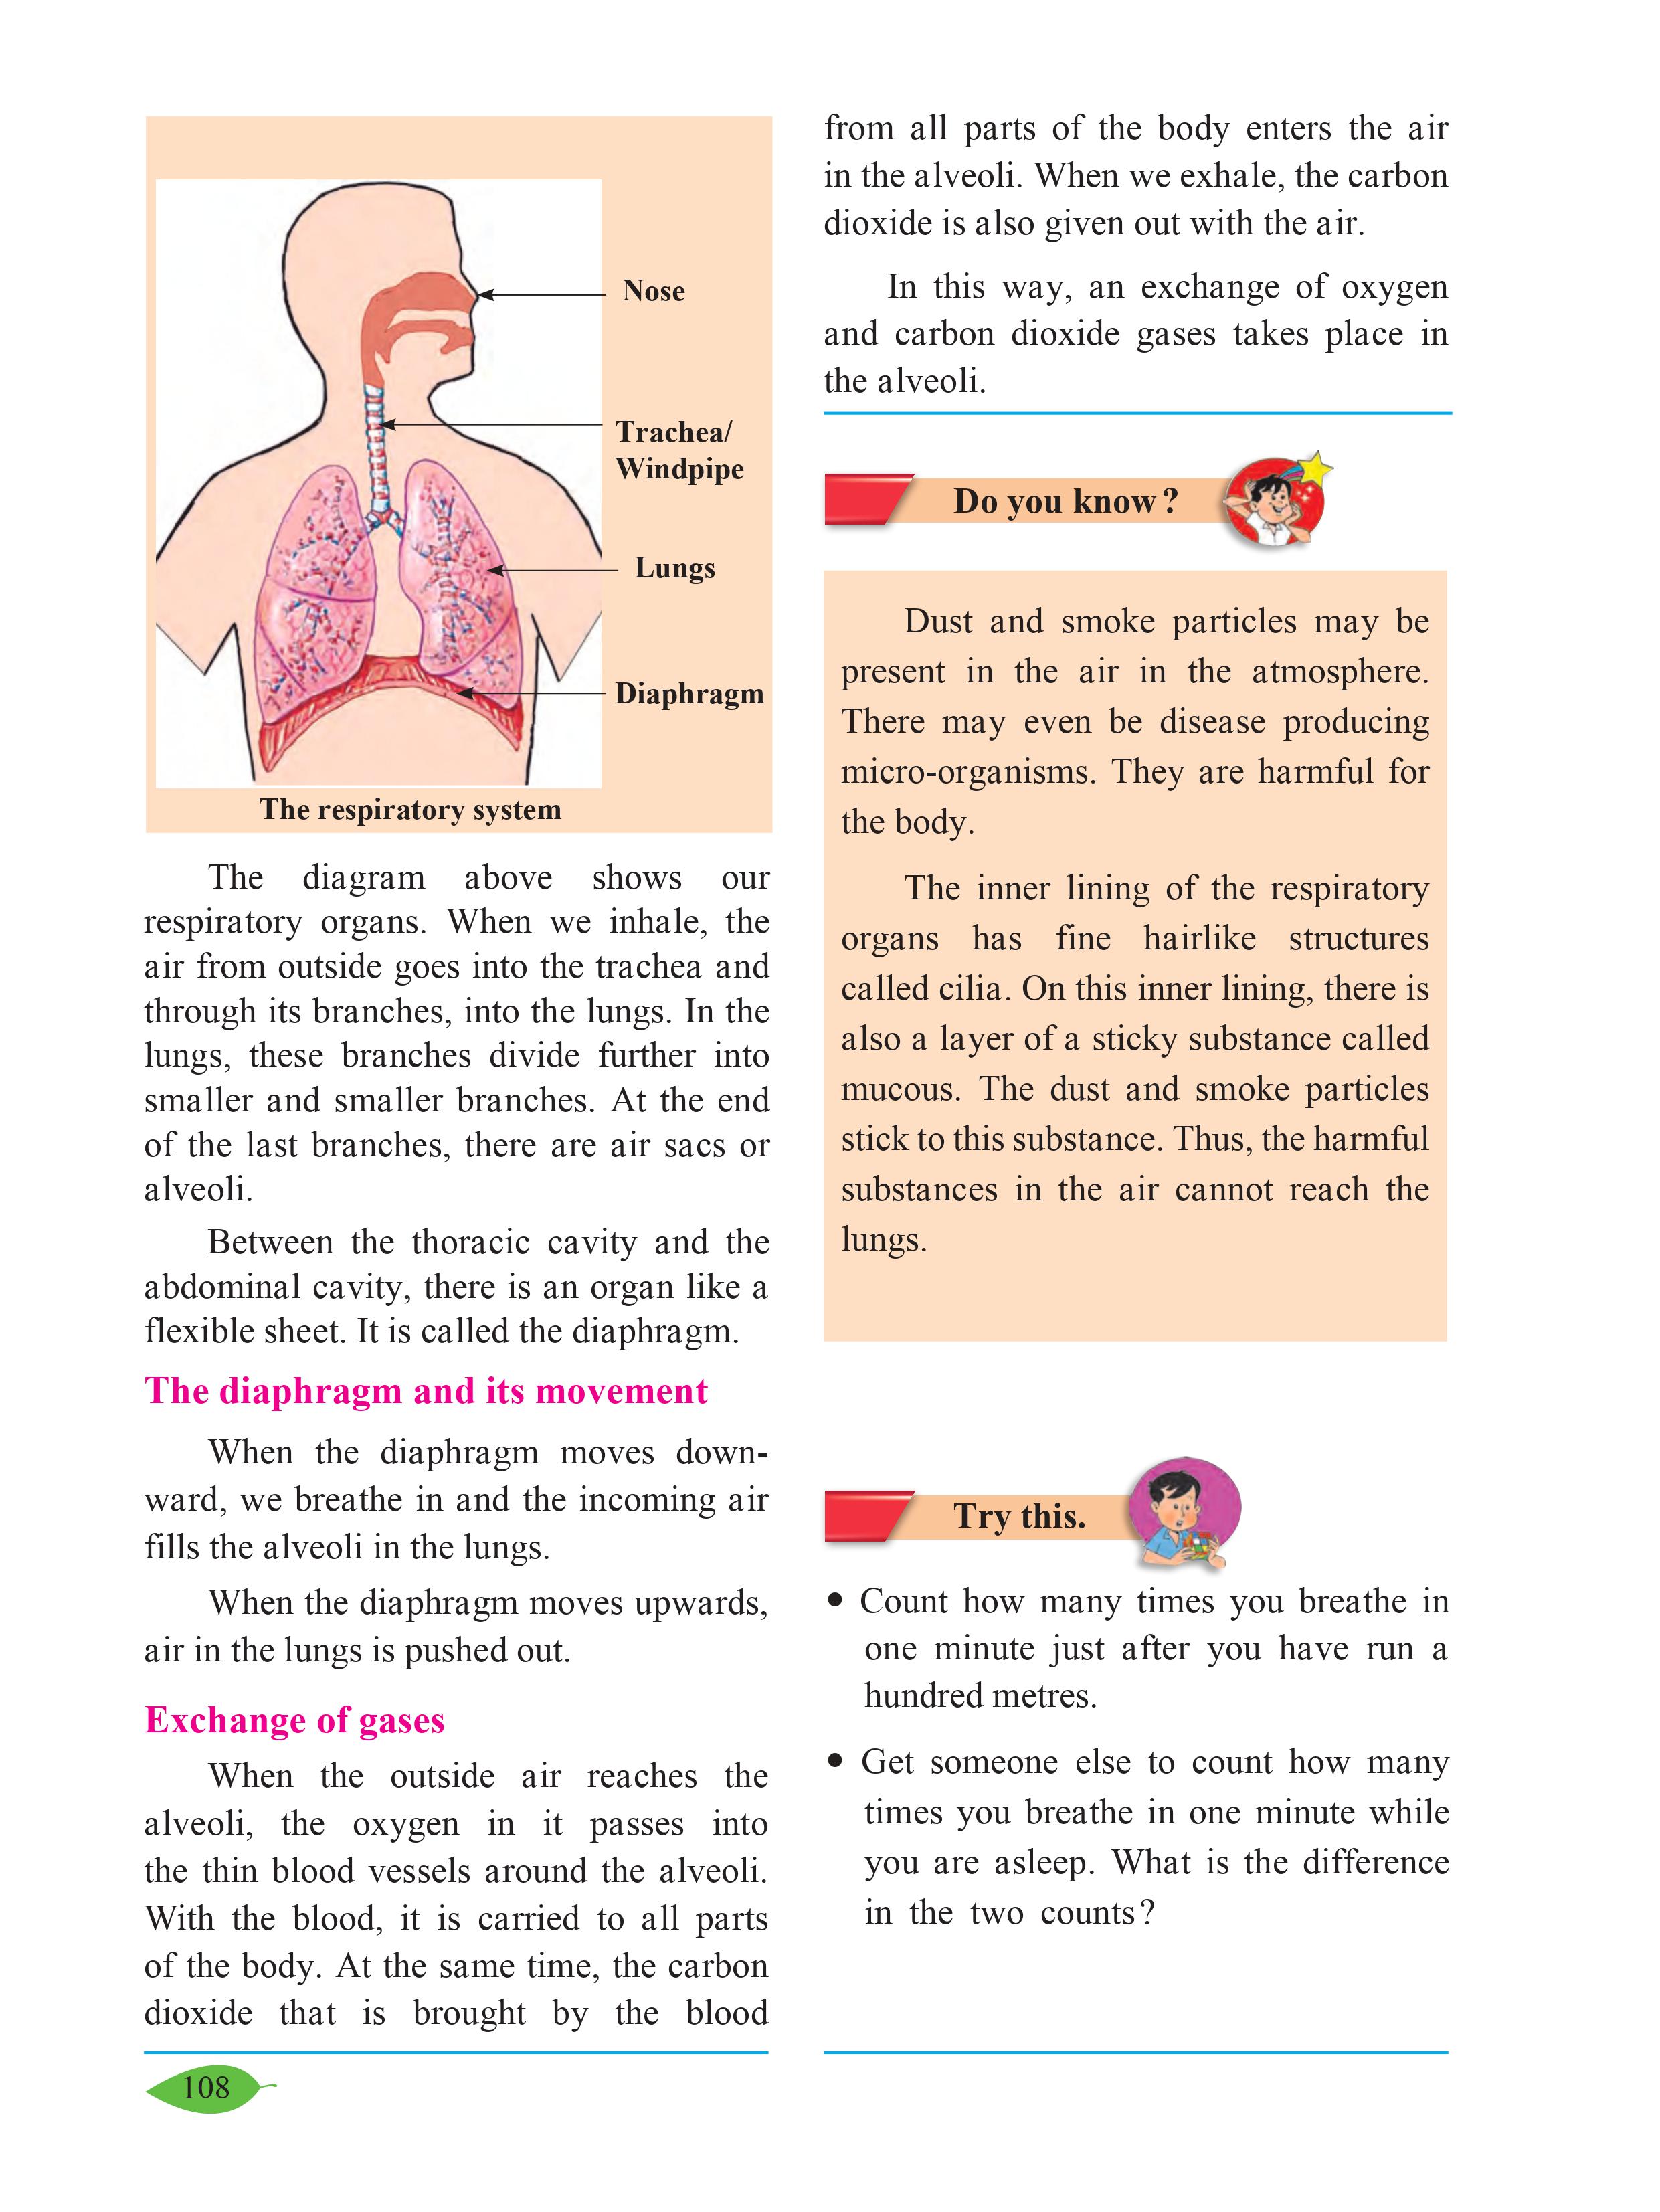 Nose
Trachea/
Windpipe
Lungs
Diaphragm
The respiratory system
The diagram above shows our
respiratory organs. When we inhale, the
air from outside goes into the trachea and
through its branches, into the lungs. In the
lungs, these branches divide further into
smaller and smaller branches. At the end
of the last branches, there are air sacs or
alveoli.
Between the thoracic cavity and the
abdominal cavity, there is an organ like a
flexible sheet. It is called the diaphragm.
The diaphragm and its movement
When the diaphragm moves down-
ward, we breathe in and the incoming air
fills the alveoli in the lungs.
When the diaphragm moves upwards,
air in the lungs is pushed out.
Exchange of gases
When the outside air reaches the
alveoli, the oxygen in it passes into
the thin blood vessels around the alveoli.
With the blood, it is carried to all parts
of the body. At the same time, the carbon
dioxide that is brought by the blood
from all parts of the body enters the air
in the alveoli. When we exhale, the carbon
dioxide is also given out with the air.
In this way, an exchange of oxygen
and carbon dioxide gases takes place in
the alveoli.
Do you know?
Dust and smoke particles may be
present in the air in the atmosphere.
There may even be disease producing
micro-organisms. They are harmful for
the body.
The inner lining of the respiratory
organs has fine hairlike structures
called cilia. On this inner lining, there is
also a layer of a sticky substance called
mucous. The dust and smoke particles
stick to this substance. Thus, the harmful
substances in the air cannot reach the
lungs.
Try this.
• Count how many times you breathe in
one minute just after you have run a
hundred metres.
• Get someone else to count how many
times you breathe in one minute while
you are asleep. What is the difference
in the two counts?
108